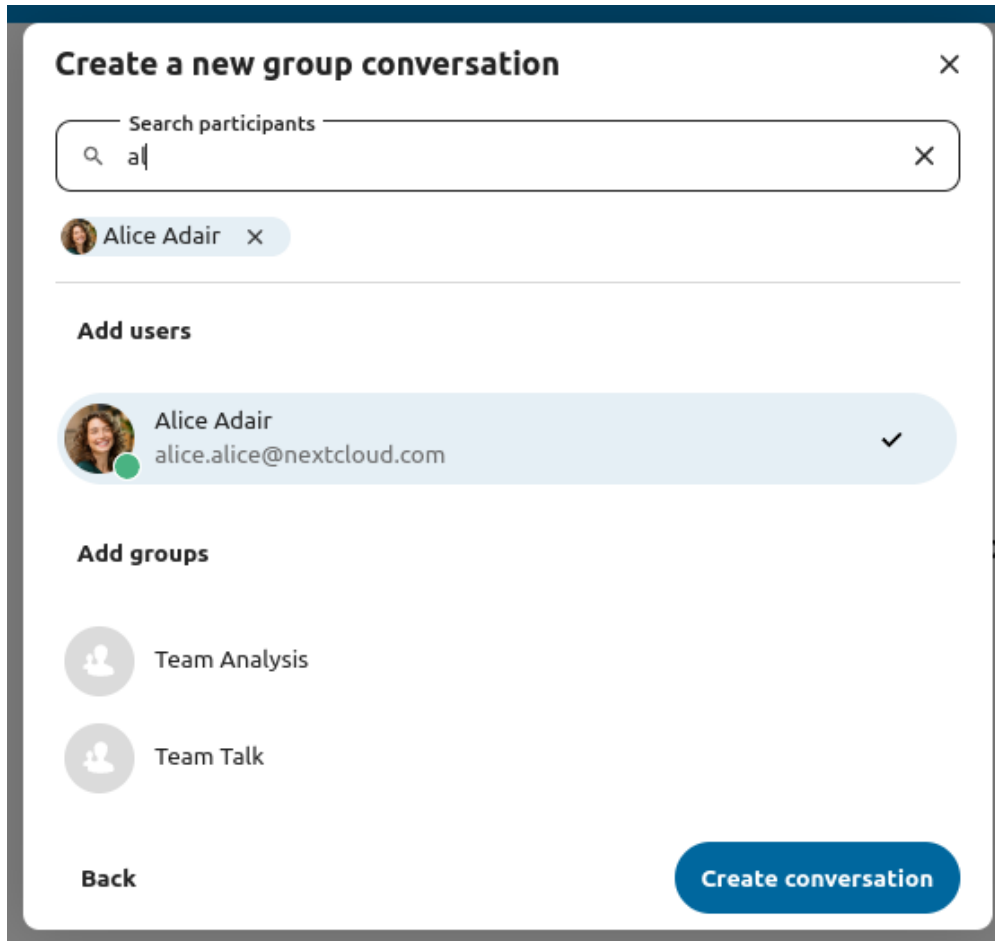 Create a new group conversation
Search participants
al
Alice Adair
Add users
Alice Adair
alice.alice@nextcloud.com
Add groups
Team Analysis
Team Talk
Back
Create conversation